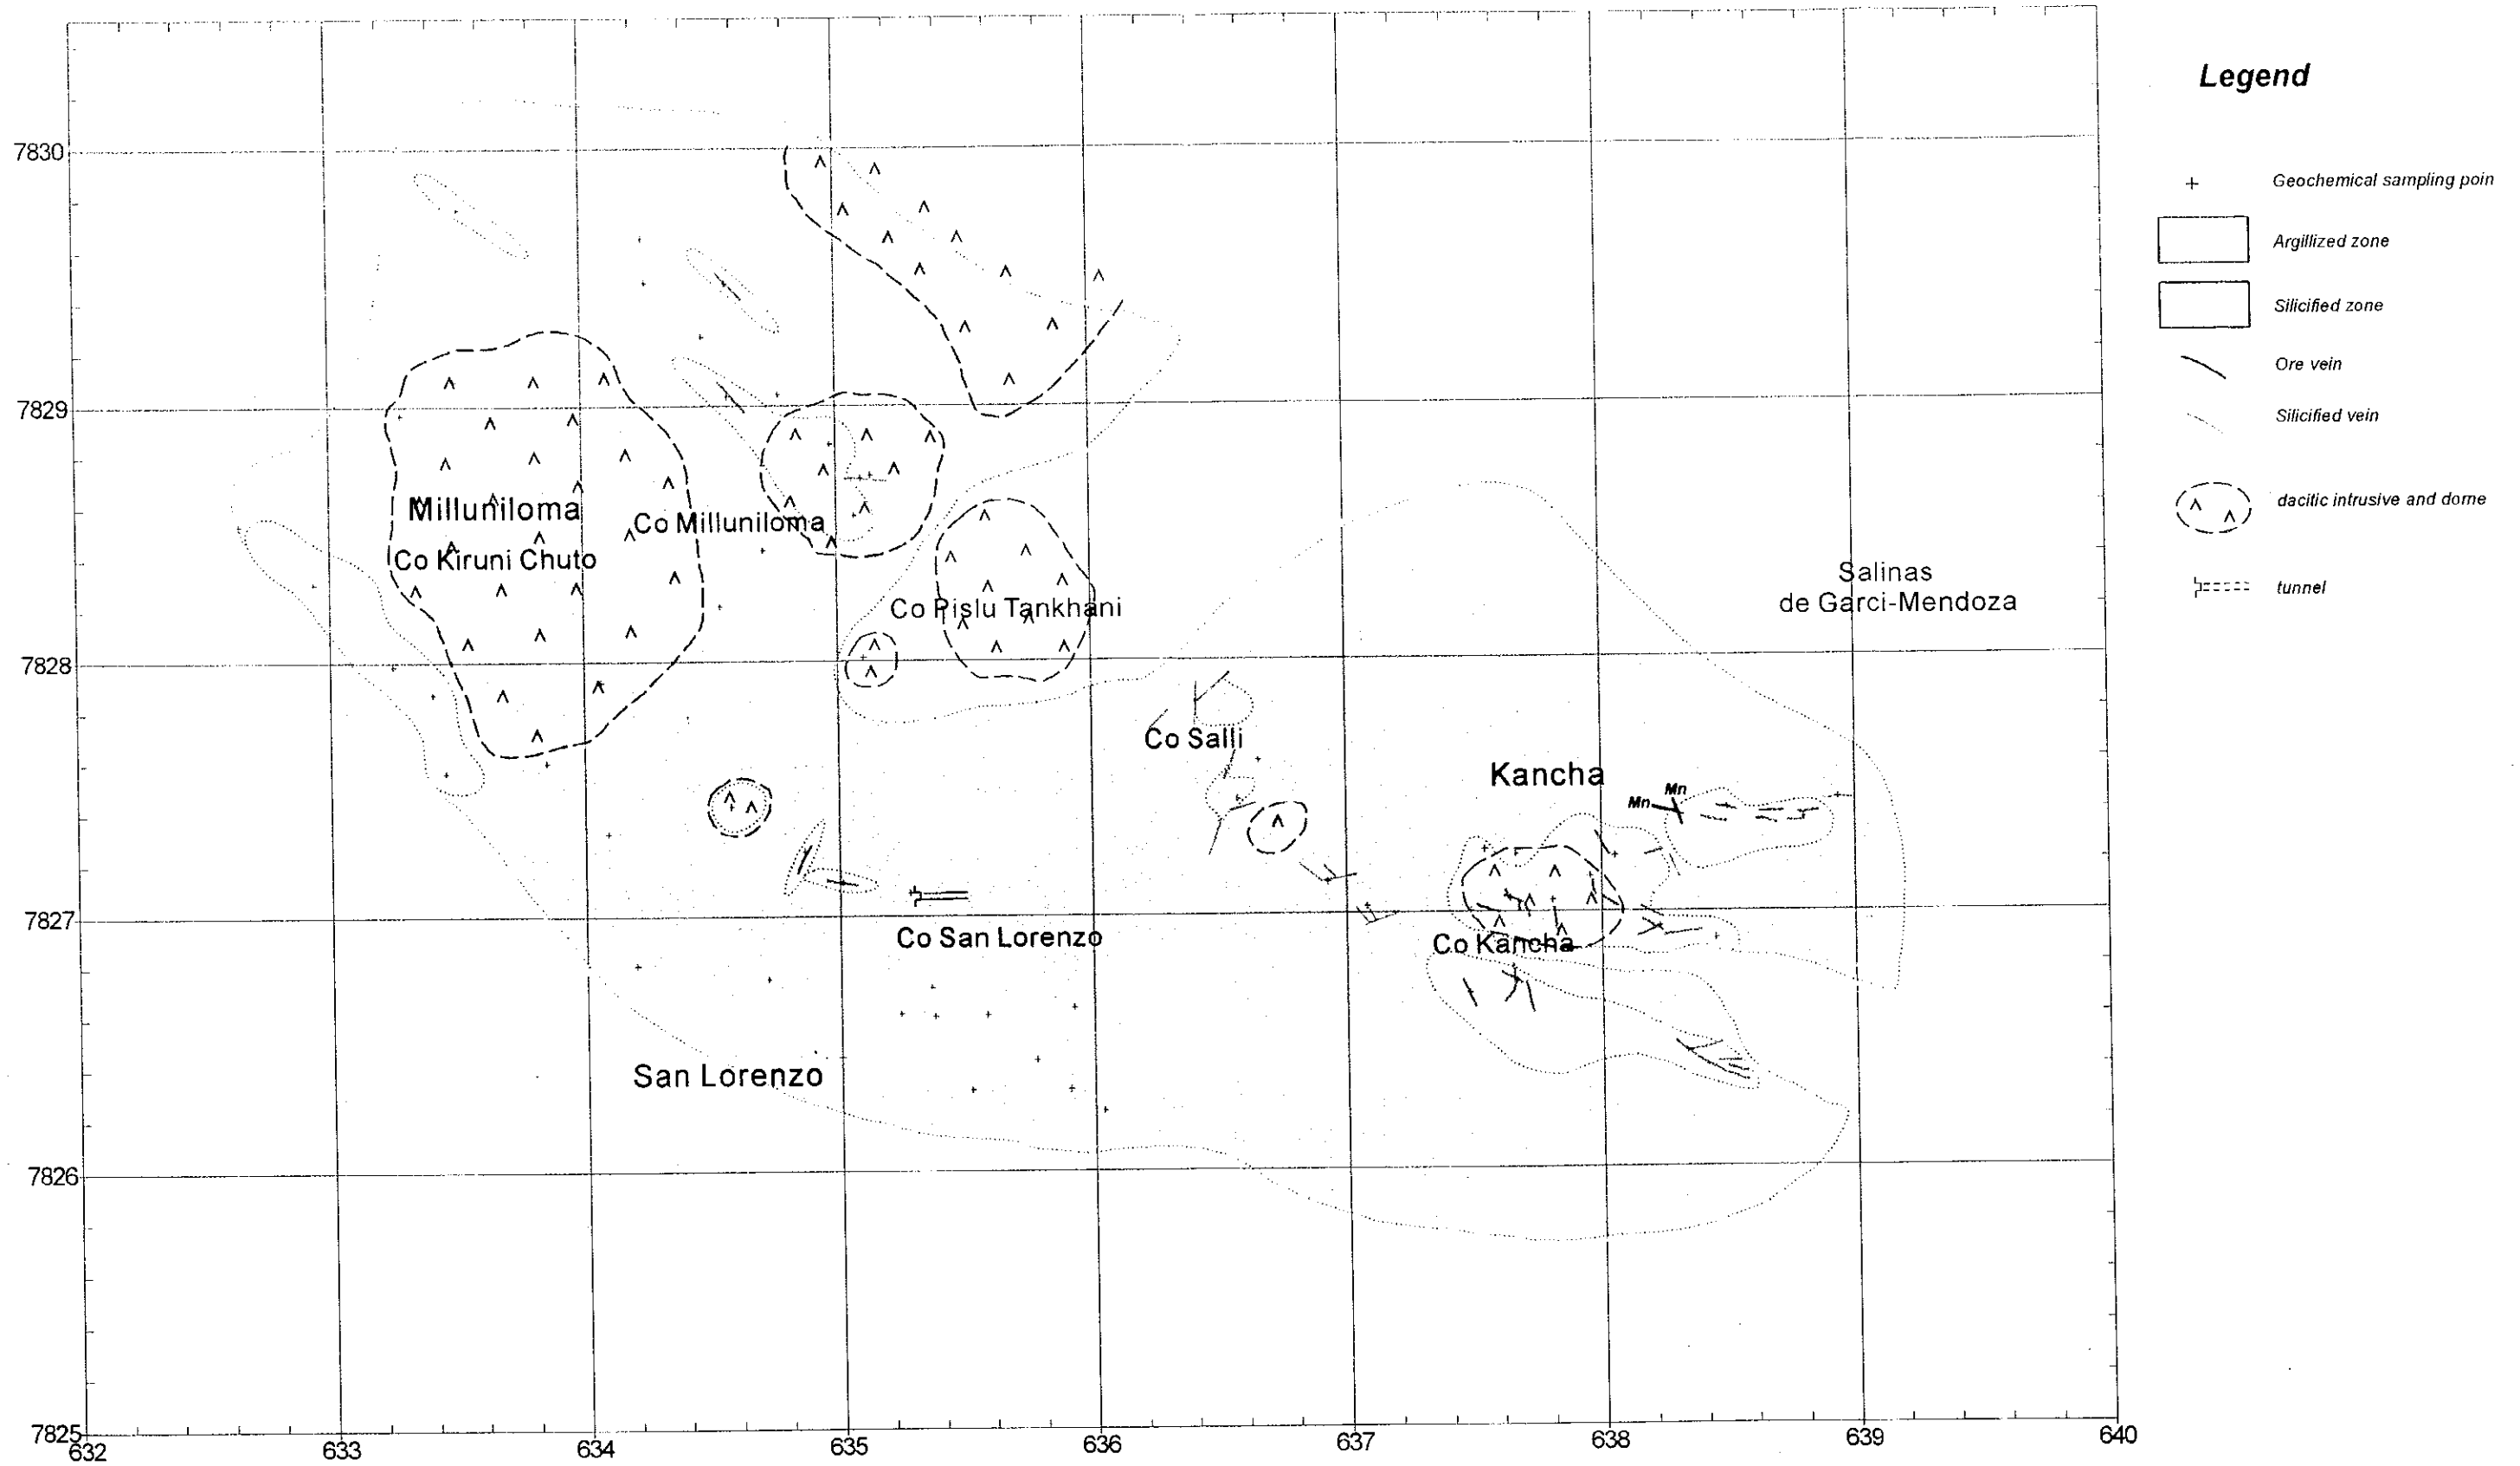 Legend
7830
Geochemical sampling poin
Argillized zone
Silicified zone
Ore vein
7829
Silicified vein
Milluniloma
Co Milluniloma
dacitic intrusive and dome
Co Kiruni Chuto
Salinas
de Garci-Mendoza
tunnel
Co Pislu Tankhani
7828
Co Salli
Kancha
Mn
Mn
7827
Co San Lorenzo
Co Kancha
San Lorenzo
7826
7825
632
633
634
635
636
637
638
639
640